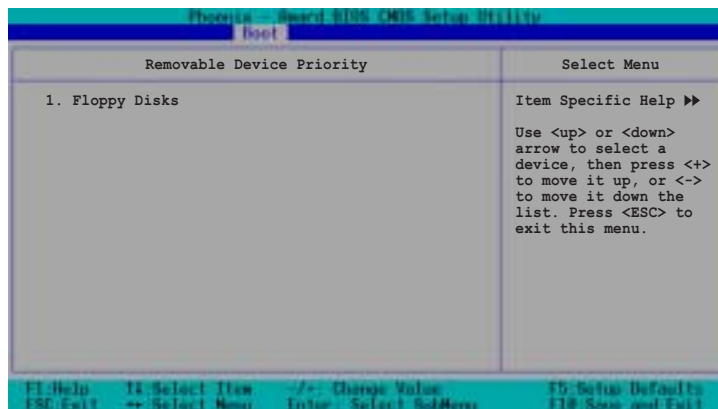 Phoenix - Award BIOS CMOS Setup Utility
Boot
Removable Device Priority
Select Menu
1. Floppy Disks
Item Specific Help ▶▶
Use <up> or <down>
arrow to select a
device, then press <+>
to move it up, or <->
to move it down the
list. Press <ESC> to
exit this menu.
F1:Help ↑↓:Select Item -/+: Change Value F5:Setup Defaults
ESC:Exit ↔:Select Menu Enter: Select SubMenu F10:Save and Exit